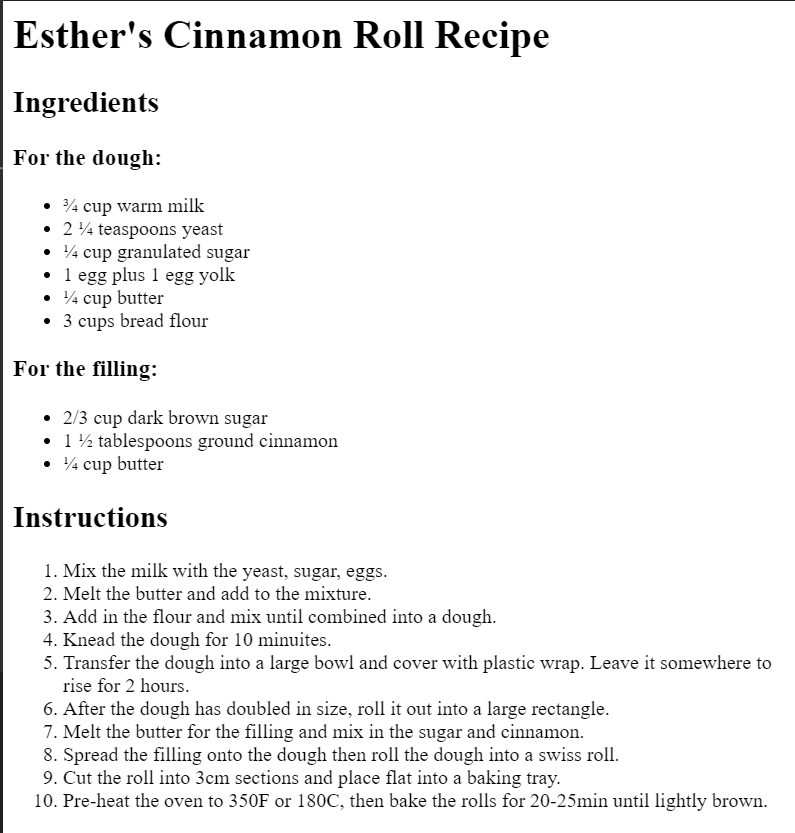 Esther's Cinnamon Roll Recipe
Ingredients
For the dough:
• ¾ cup warm milk
• 2 ¼ teaspoons yeast
• ¼ cup granulated sugar
• 1 egg plus 1 egg yolk
• ¼ cup butter
• 3 cups bread flour
For the filling:
• 2/3 cup dark brown sugar
• 1 ½ tablespoons ground cinnamon
• ¼ cup butter
Instructions
1. Mix the milk with the yeast, sugar, eggs.
2. Melt the butter and add to the mixture.
3. Add in the flour and mix until combined into a dough.
4. Knead the dough for 10 minuites.
5. Transfer the dough into a large bowl and cover with plastic wrap. Leave it somewhere to
rise for 2 hours.
6. After the dough has doubled in size, roll it out into a large rectangle.
7. Melt the butter for the filling and mix in the sugar and cinnamon.
8. Spread the filling onto the dough then roll the dough into a swiss roll.
9. Cut the roll into 3cm sections and place flat into a baking tray.
10. Pre-heat the oven to 350F or 180C, then bake the rolls for 20-25min until lightly brown.